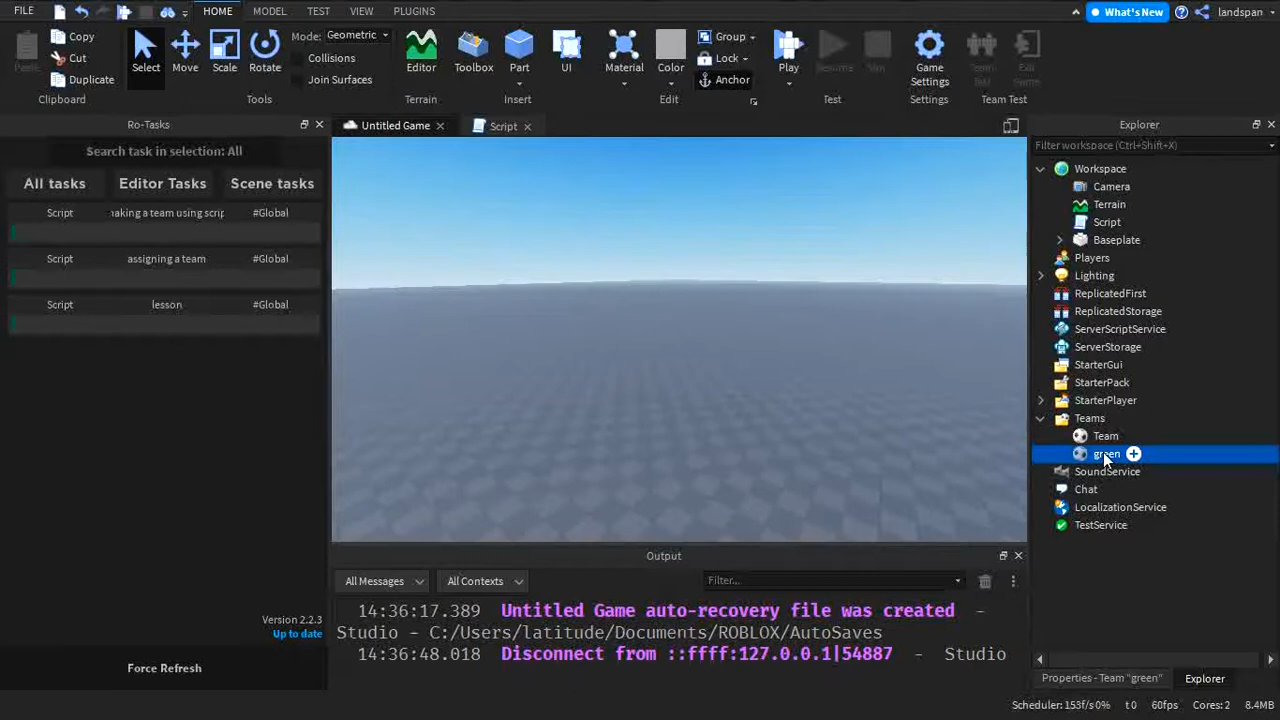 FILE HOME MODEL TEST VIEW PLUGINS What's New landspan
Copy
Cut
Duplicate
Clipboard
Select Move Scale Rotate
Mode: Geometric
Collisions
Join Surfaces
Tools
Editor
Terrain
Toolbox Part UI
Insert
Material Color
Group
Lock
Anchor
Edit
Play
Test
Game
Settings
Settings
Team Test
Ro-Tasks
Search task in selection: All
All tasks Editor Tasks Scene tasks
Script aking a team using scrip #Global
Script assigning a team #Global
Script lesson #Global
Version 2.2.3
Up to date
Force Refresh
Untitled Game Script
Output
All Messages All Contexts Filter...
14:36:17.389 Untitled Game auto-recovery file was created -
Studio - C:/Users/latitude/Documents/ROBLOX/AutoSaves
14:36:48.018 Disconnect from ::ffff:127.0.0.1|54887 - Studio
Explorer
Filter workspace (Ctrl+Shift+X)
Workspace
Camera
Terrain
Script
Baseplate
Players
Lighting
ReplicatedFirst
ReplicatedStorage
ServerScriptService
ServerStorage
StarterGui
StarterPack
StarterPlayer
Teams
Team
green
SoundService
Chat
LocalizationService
TestService
Properties - Team "green" Explorer
Scheduler: 153f/s 0% t 0 60fps Cores: 2 8.4MB